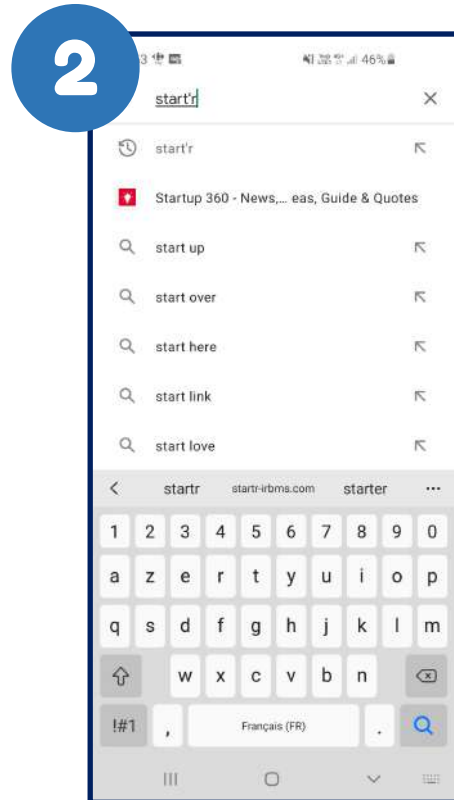 2
3
46%
start'r
start'r
Startup 360 - News,... eas, Guide & Quotes
start up
start over
start here
start link
start love
startr startr-irbms.com starter ...
1 2 3 4 5 6 7 8 9 0
a z e r t y u i o p
q s d f g h j k l m
w x c v b n
!#1 , Français (FR) .